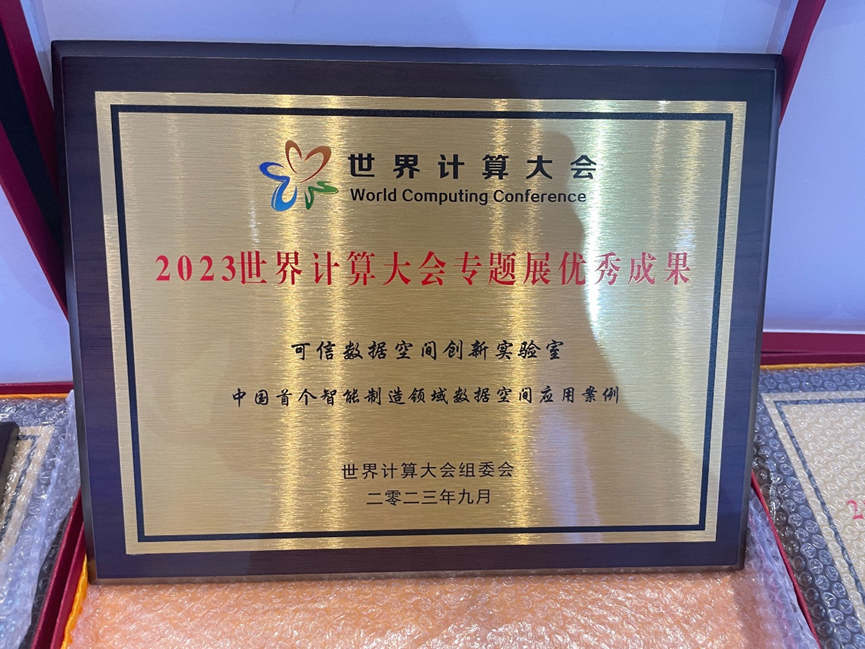 世界计算大会
World Computing Conference
2023世界计算大会专题展优秀成果
可信数据空间创新实验室
中国首个智能制造领域数据空间应用案例
世界计算大会组委会
二零二三年九月
2